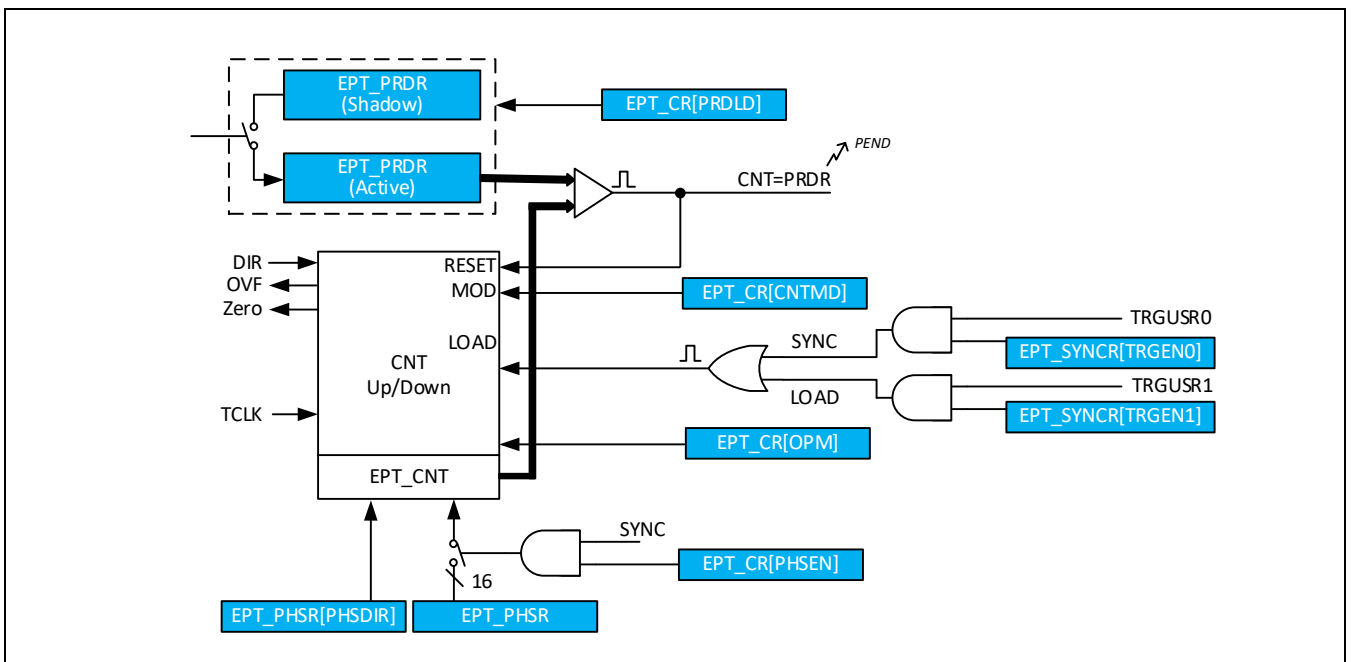 EPT_PRDR
(Shadow)
EPT_CR[PRDLD]
PEND
EPT_PRDR
(Active)
CNT=PRDR
DIR
OVF
Zero
RESET
MOD
EPT_CR[CNTMD]
TRGUSR0
SYNC
EPT_SYNCR[TRGEN0]
LOAD
CNT
Up/Down
TRGUSR1
LOAD
EPT_SYNCR[TRGEN1]
TCLK
EPT_CR[OPM]
EPT_CNT
SYNC
EPT_CR[PHSEN]
16
EPT_PHSR[PHSDIR]
EPT_PHSR